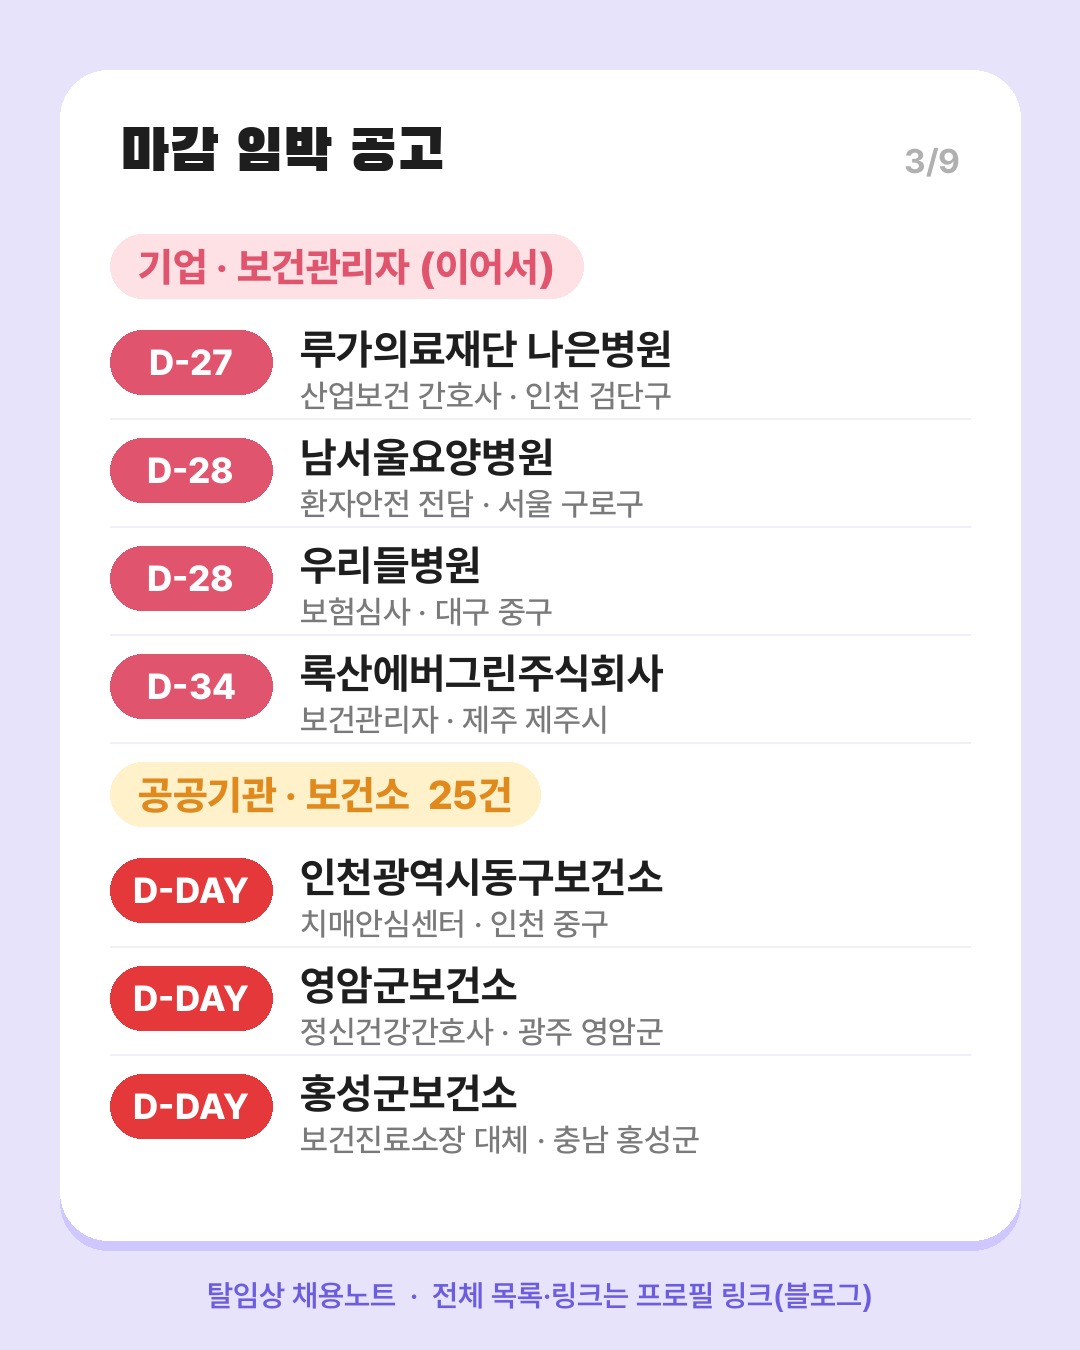 마감 임박 공고
3/9
기업 · 보건관리자 (이어서)
D-27
루가의료재단 나은병원
산업보건 간호사 · 인천 검단구
D-28
남서울요양병원
환자안전 전담 · 서울 구로구
D-28
우리들병원
보험심사 · 대구 중구
D-34
록산에버그린주식회사
보건관리자 · 제주 제주시
공공기관 · 보건소 25건
D-DAY
인천광역시동구보건소
치매안심센터 · 인천 중구
D-DAY
영암군보건소
정신건강간호사 · 광주 영암군
D-DAY
홍성군보건소
보건진료소장 대체 · 충남 홍성군
탈임상 채용노트 · 전체 목록·링크는 프로필 링크(블로그)